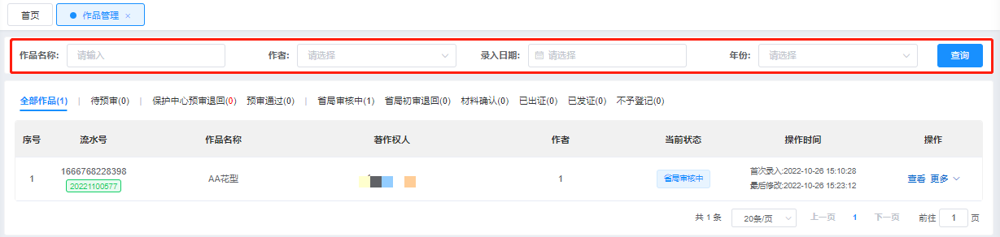 首页 作品管理 ×
作品名称: 请输入 作者: 请选择 录入日期: 请选择 年份: 请选择 查询
全部作品(1) | 待预审(0) | 保护中心预审退回(0) 预审通过(0) | 省局审核中(1) 省局初审退回(0) 材料确认(0) 已出证(0) 已发证(0) 不予登记(0)
序号 流水号 作品名称 著作权人 作者 当前状态 操作时间 操作
1 1666768228398 AA花型 1 省局审核中 首次录入:2022-10-26 15:10:28 查看 更多
20221100577 最后修改:2022-10-26 15:23:12
共 1 条 20条/页 上一页 1 下一页 前往 1 页